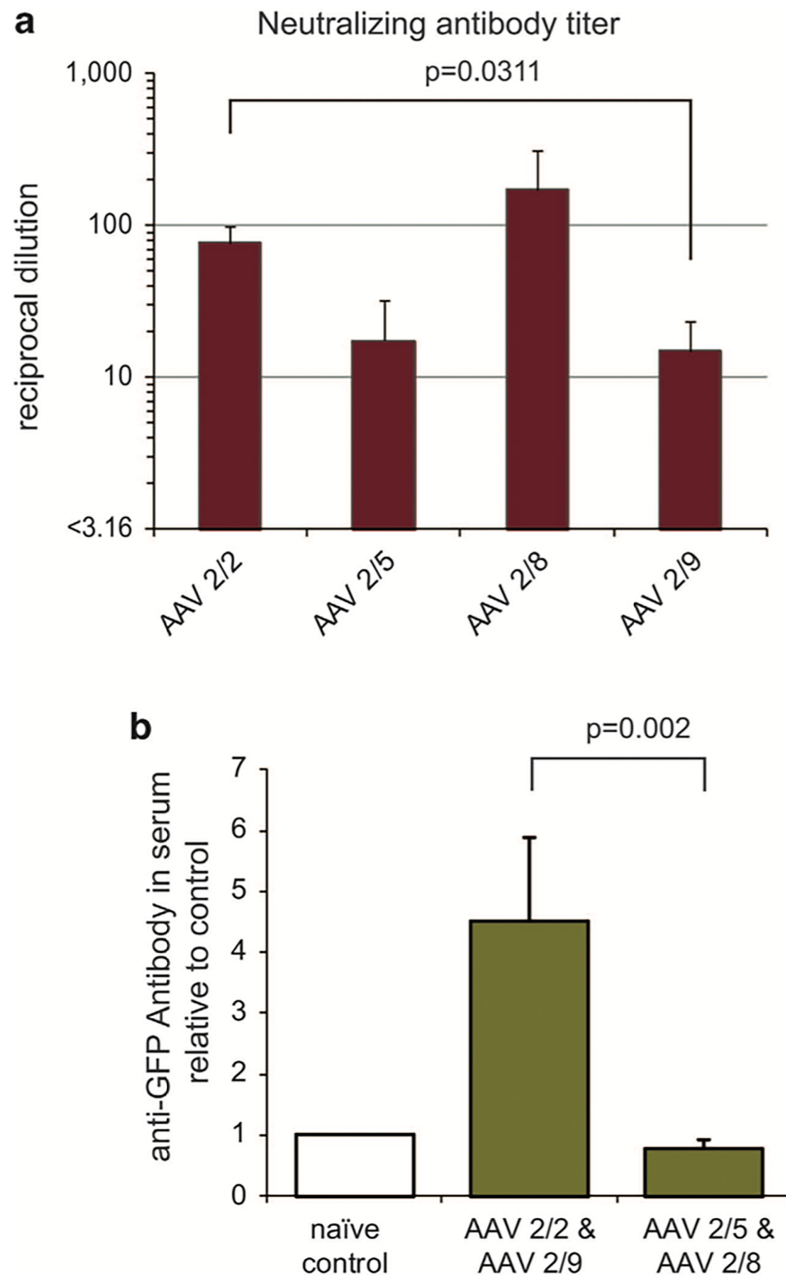 a
Neutralizing antibody titer
p=0.0311
1,000
100
10
<3.16
reciprocal dilution
AAV 2/2
AAV 2/5
AAV 2/8
AAV 2/9
b
p=0.002
7
6
5
4
3
2
1
0
anti-GFP Antibody in serum
relative to control
naïve
control
AAV 2/2 &
AAV 2/9
AAV 2/5 &
AAV 2/8